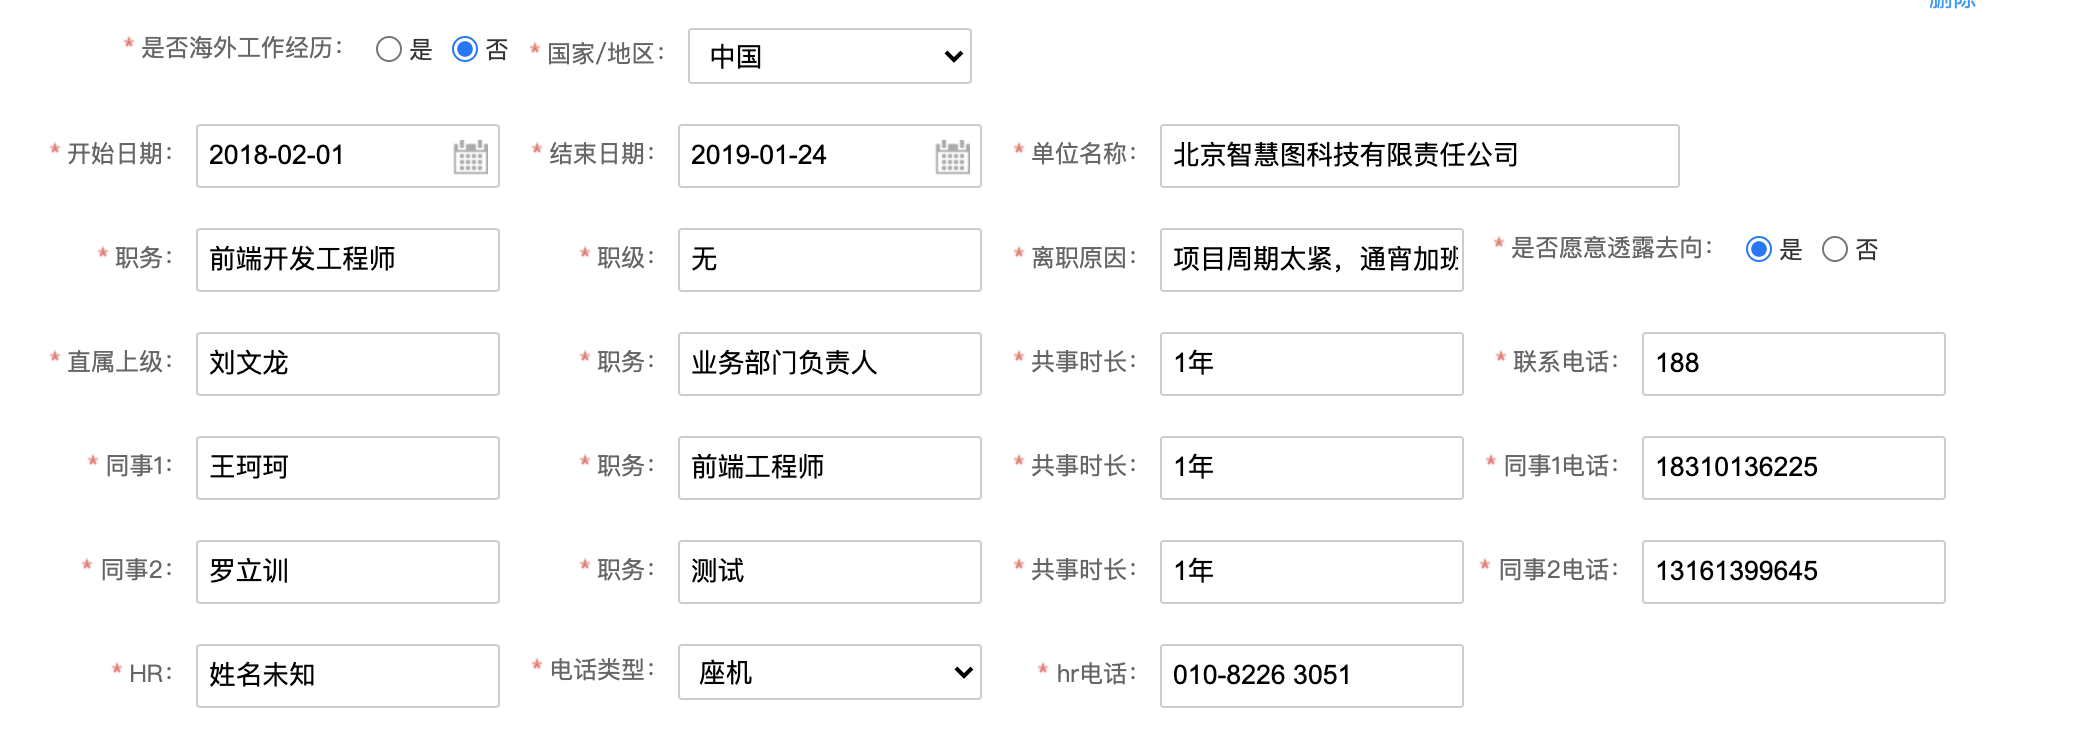 删除
* 是否海外工作经历： 是 否 * 国家/地区： 中国
* 开始日期： 2018-02-01 * 结束日期： 2019-01-24 * 单位名称： 北京智慧图科技有限责任公司
* 职务： 前端开发工程师 * 职级： 无 * 离职原因： 项目周期太紧，通宵加班 * 是否愿意透露去向： 是 否
* 直属上级： 刘文龙 * 职务： 业务部门负责人 * 共事时长： 1年 * 联系电话： 188
* 同事1： 王珂珂 * 职务： 前端工程师 * 共事时长： 1年 * 同事1电话： 18310136225
* 同事2： 罗立训 * 职务： 测试 * 共事时长： 1年 * 同事2电话： 13161399645
* HR： 姓名未知 * 电话类型： 座机 * hr电话： 010-8226 3051